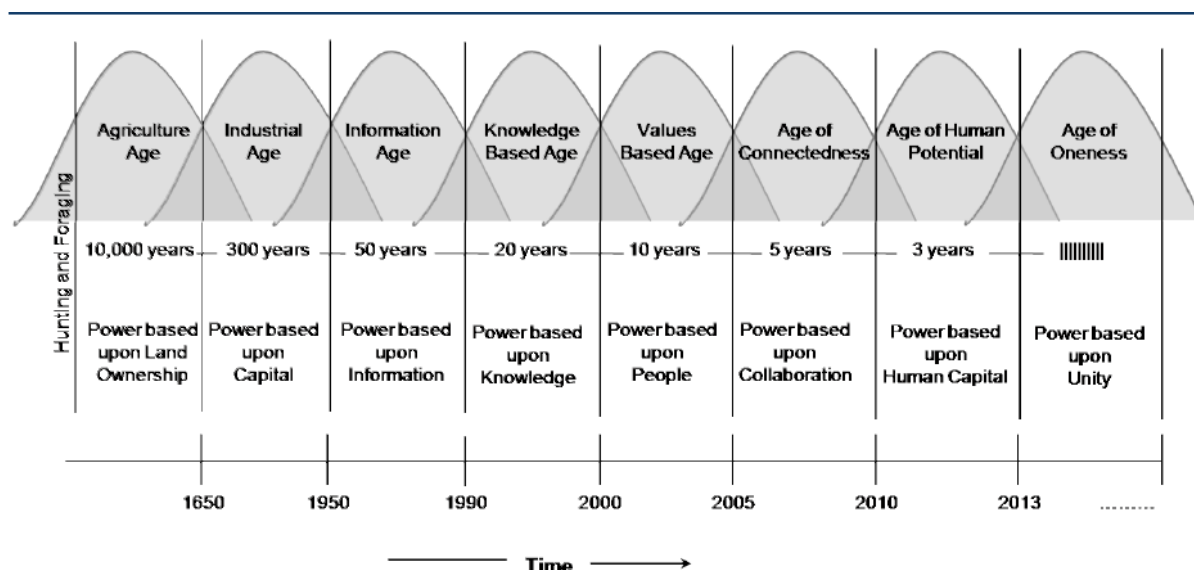 Hunting and Foraging
Agriculture
Age
Industrial
Age
Information
Age
Knowledge
Based Age
Values
Based Age
Age of
Connectedness
Age of Human
Potential
Age of
Oneness
10,000 years
300 years
50 years
20 years
10 years
5 years
3 years
Power based
upon Land
Ownership
Power based
upon
Capital
Power based
upon
Information
Power based
upon
Knowledge
Power based
upon
People
Power based
upon
Collaboration
Power based
upon
Human Capital
Power based
upon
Unity
1650
1950
1990
2000
2005
2010
2013
..........
Time